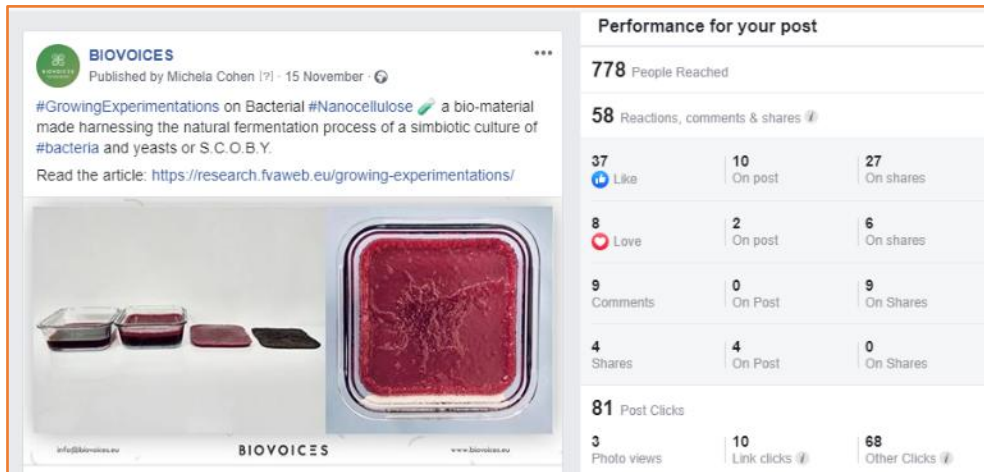 BIOVOICES
Published by Michela Cohen [?] · 15 November ·
#GrowingExperimentations on Bacterial #Nanocellulose a bio-material
made harnessing the natural fermentation process of a simbiotic culture of
#bacteria and yeasts or S.C.O.B.Y.
Read the article: https://research.fvaweb.eu/growing-experimentations/
info@biovoices.eu
BIOVOICES
www.biovoices.eu
Performance for your post
778 People Reached
58 Reactions, comments & shares
37 10 27
Like On post On shares
8 2 6
Love On post On shares
9 0 9
Comments On Post On Shares
4 4 0
Shares On Post On Shares
81 Post Clicks
3 10 68
Photo views Link clicks Other Clicks